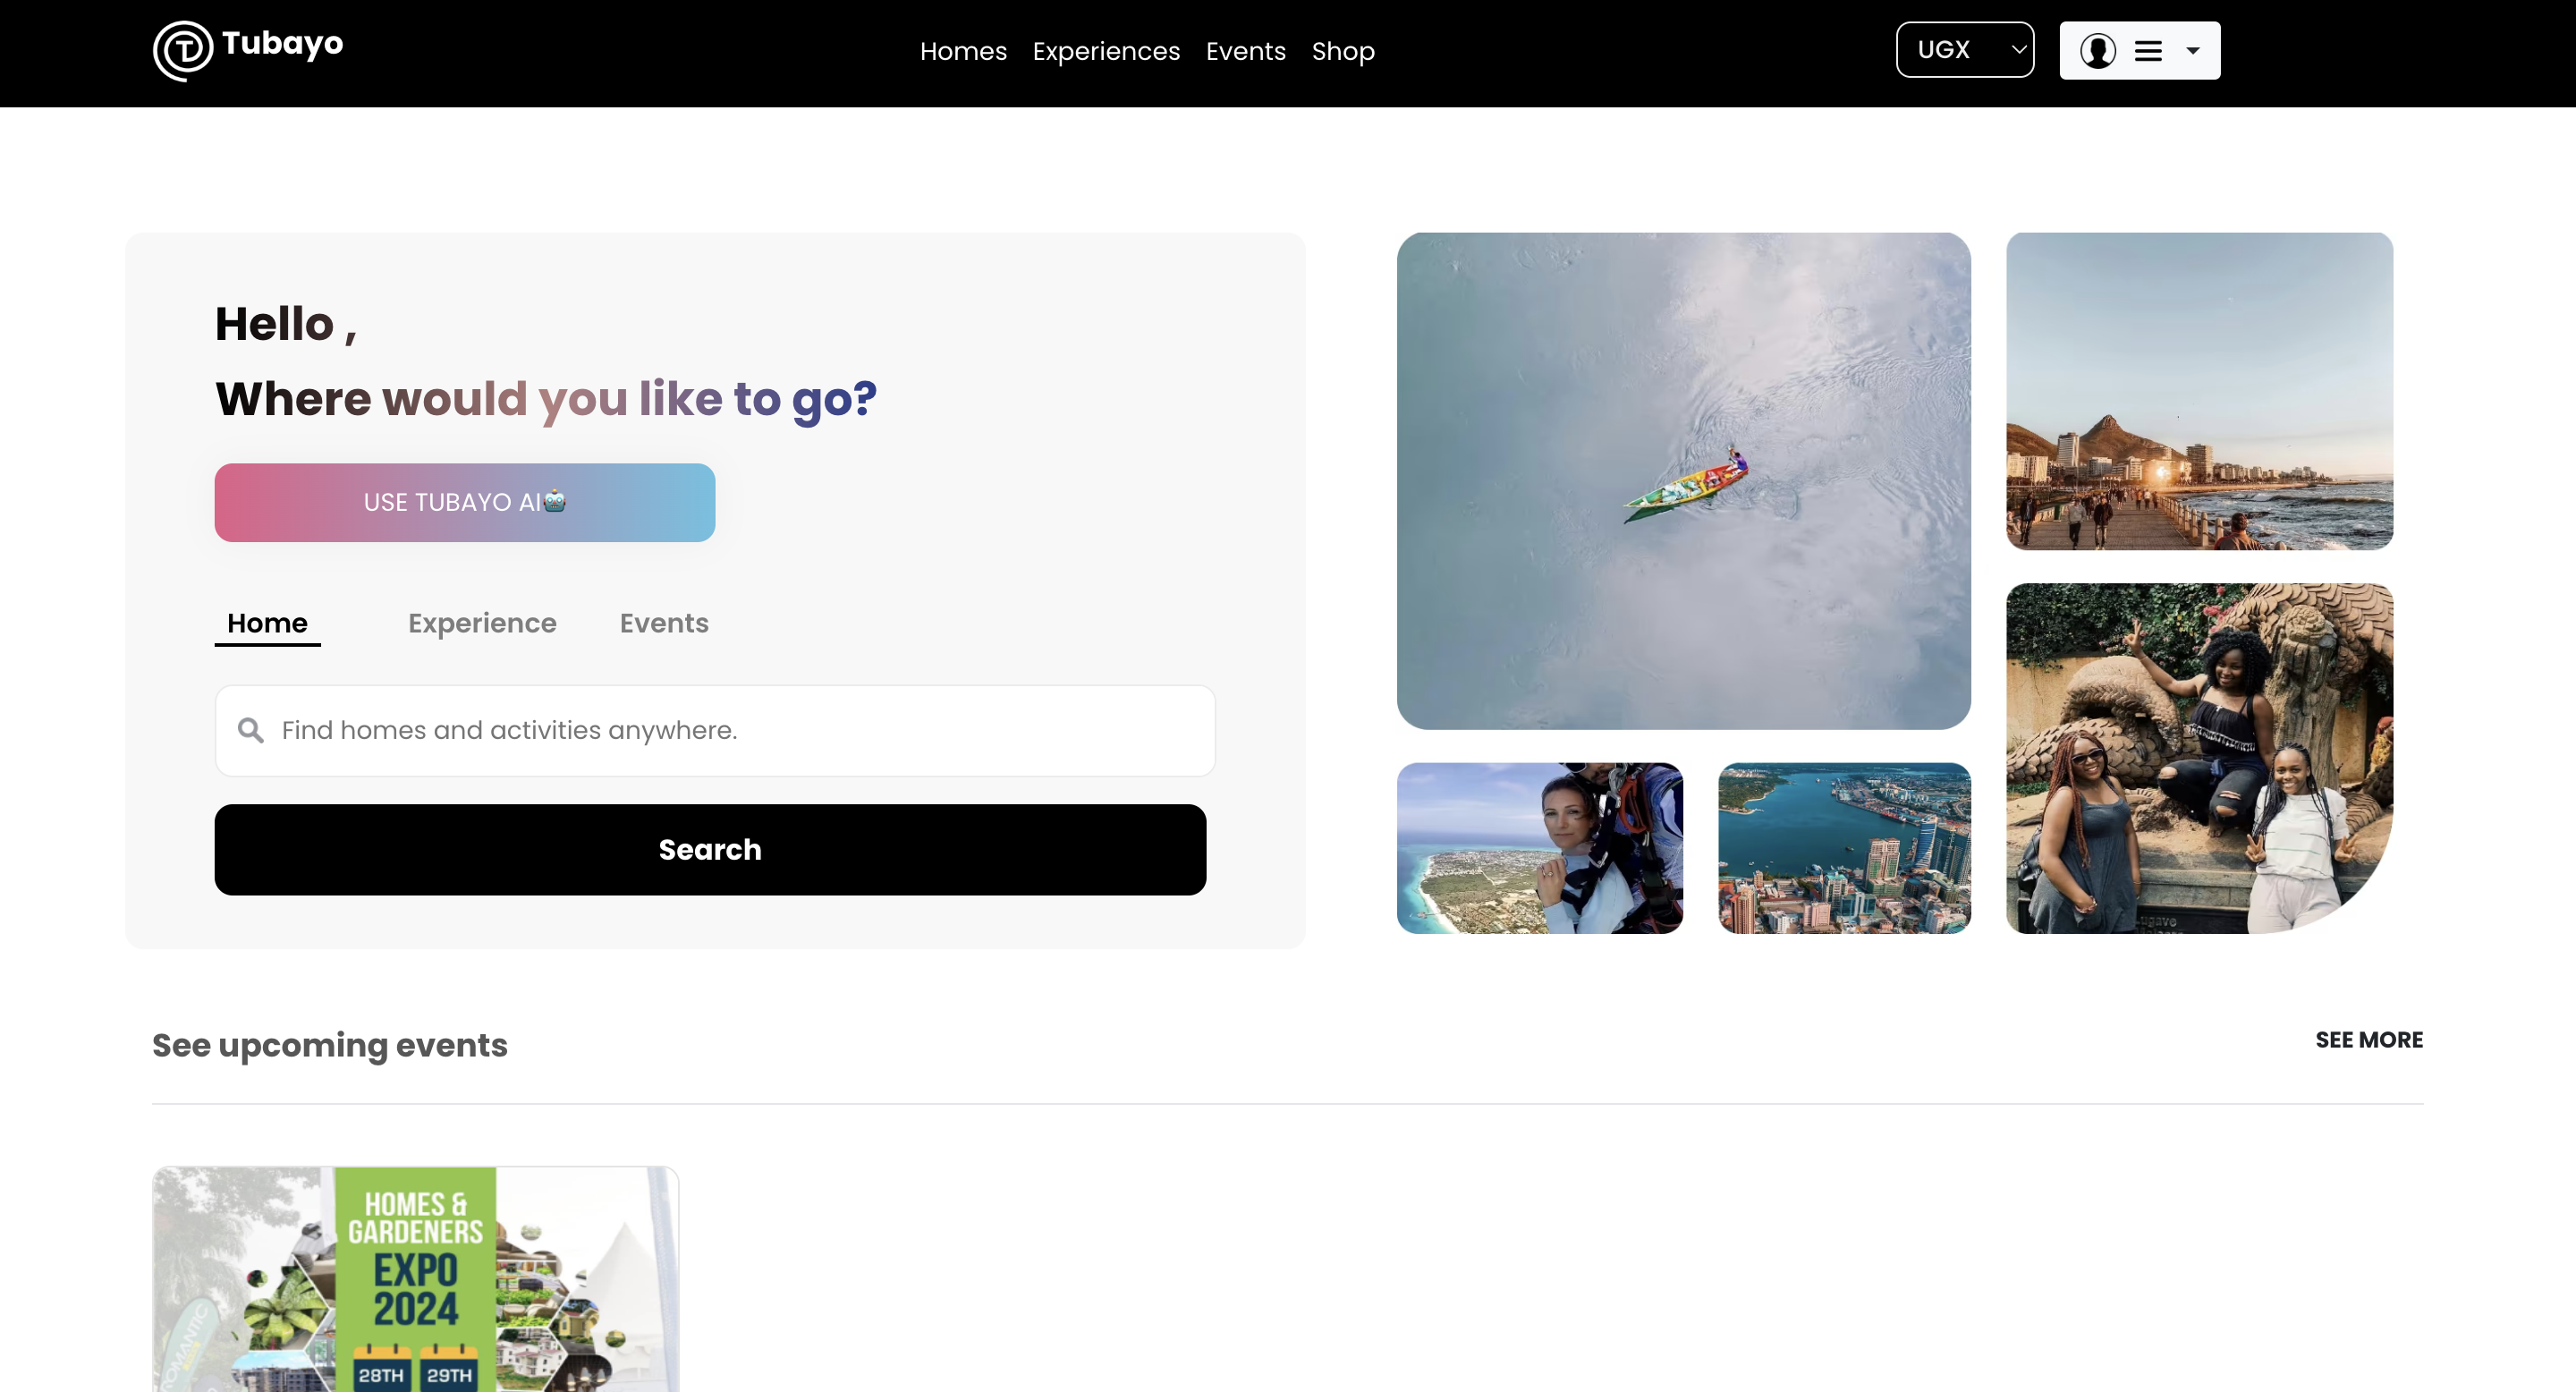 Tubayo
Homes Experiences Events Shop
UGX
Hello ,
Where would you like to go?
USE TUBAYO AI🤖
Home Experience Events
Find homes and activities anywhere.
Search
See upcoming events
SEE MORE
HOMES &
GARDENERS
EXPO
2024
28TH 29TH